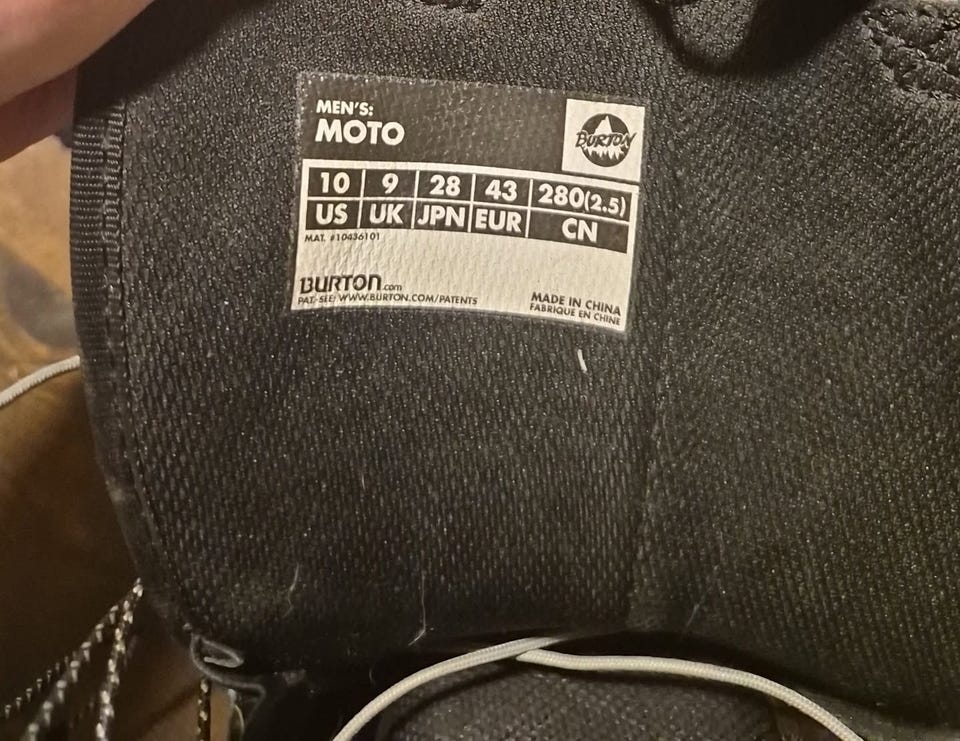 MEN'S:
MOTO
BURTON
10 9 28 43 280(2.5)
US UK JPN EUR CN
MAT. #10436101
BURTON.com
PAT.-SEE: WWW.BURTON.COM/PATENTS
MADE IN CHINA
FABRIQUE EN CHINE